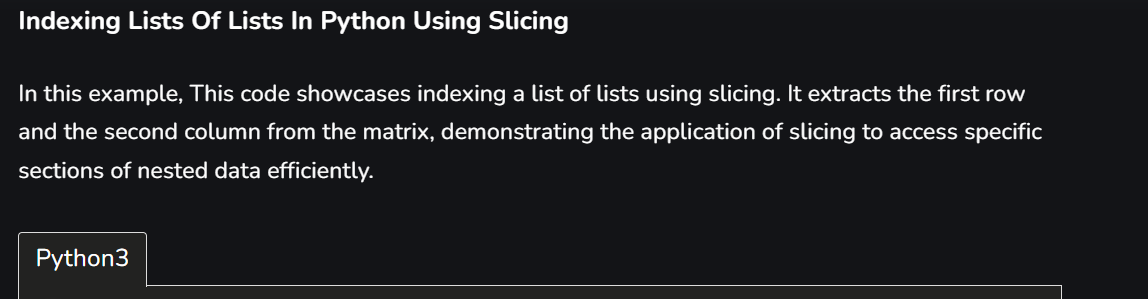 Indexing Lists Of Lists In Python Using Slicing
In this example, This code showcases indexing a list of lists using slicing. It extracts the first row
and the second column from the matrix, demonstrating the application of slicing to access specific
sections of nested data efficiently.
Python3